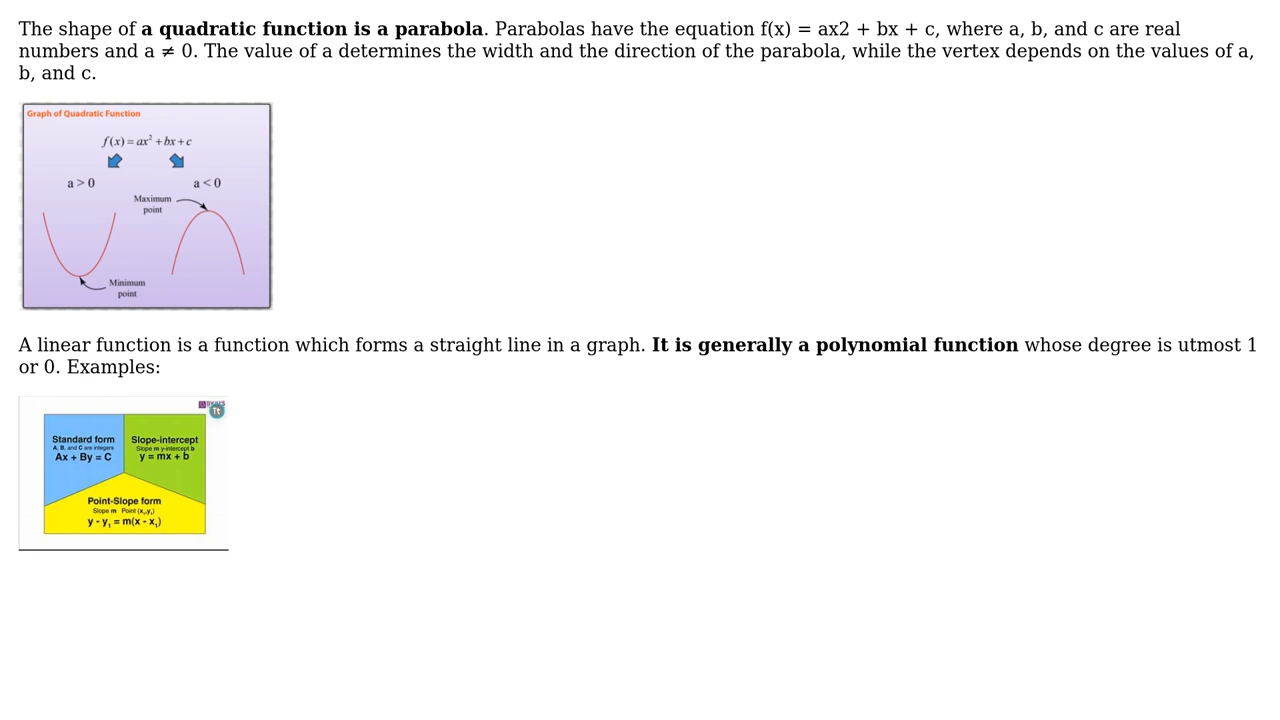 The shape of a quadratic function is a parabola. Parabolas have the equation f(x) = ax2 + bx + c, where a, b, and c are real
numbers and a ≠ 0. The value of a determines the width and the direction of the parabola, while the vertex depends on the values of a,
b, and c.
Graph of Quadratic Function
f(x) = ax² + bx + c
a > 0
a < 0
Maximum
point
Minimum
point
A linear function is a function which forms a straight line in a graph. It is generally a polynomial function whose degree is utmost 1
or 0. Examples:
Tt
Standard form
A, B, and C are integers
Ax + By = C
Slope-intercept
Slope m y-intercept b
y = mx + b
Point-Slope form
Slope m Point (x₁,y₁)
y - y₁ = m(x - x₁)